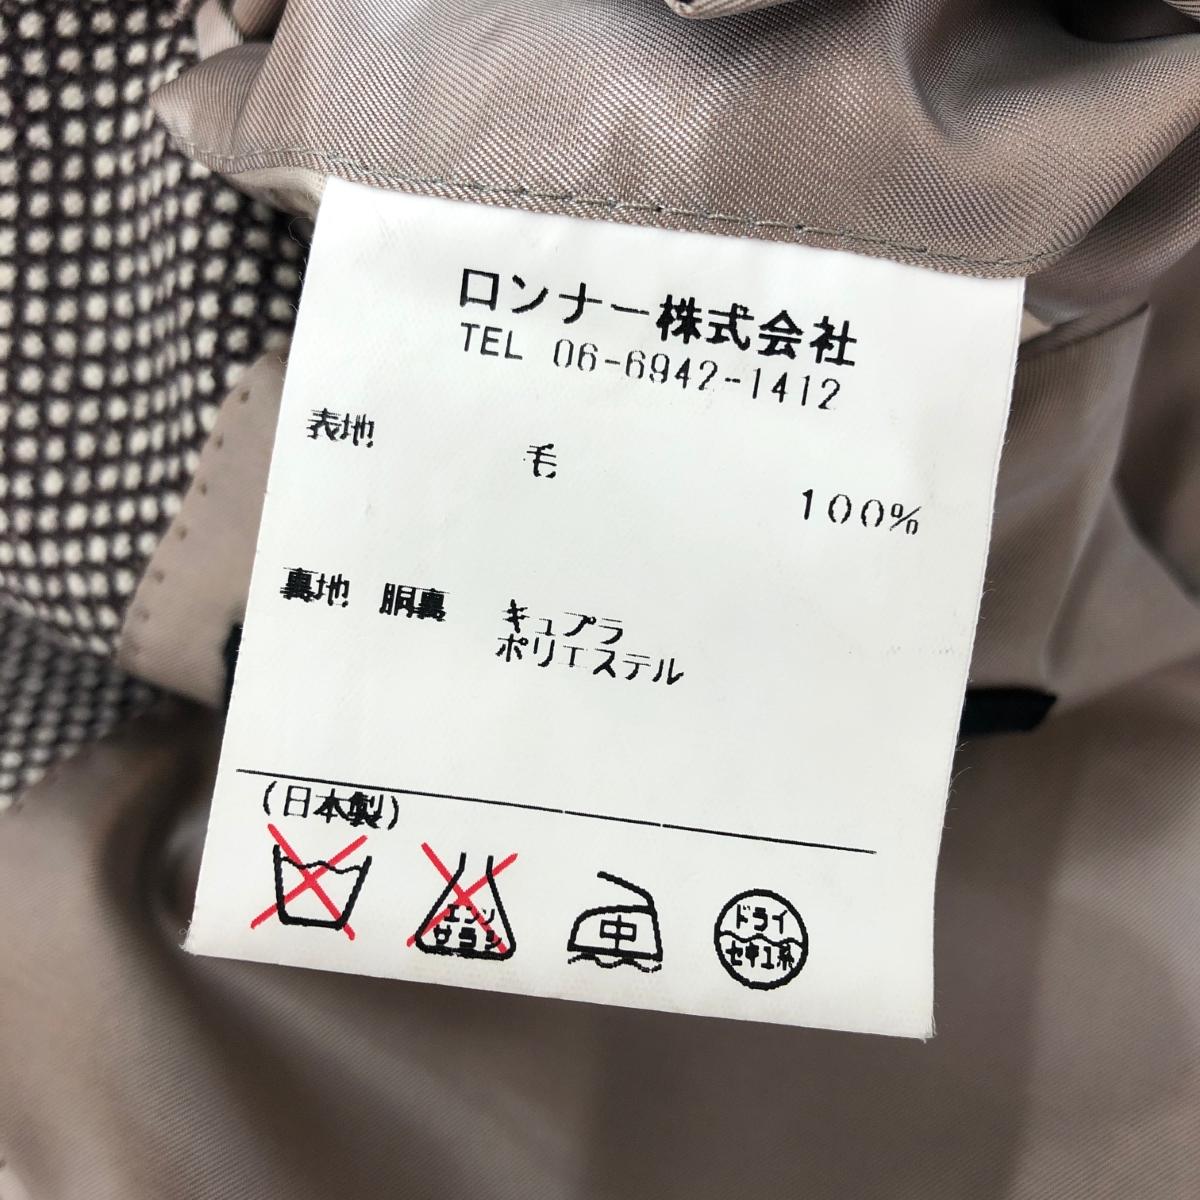 ロンナー株式会社
TEL 06-6942-1412
表地 毛 100%
裏地 胴裏 キュプラ
ポリエステル
(日本製)
エンソ
サラシ
中
ドライ
セキユ系